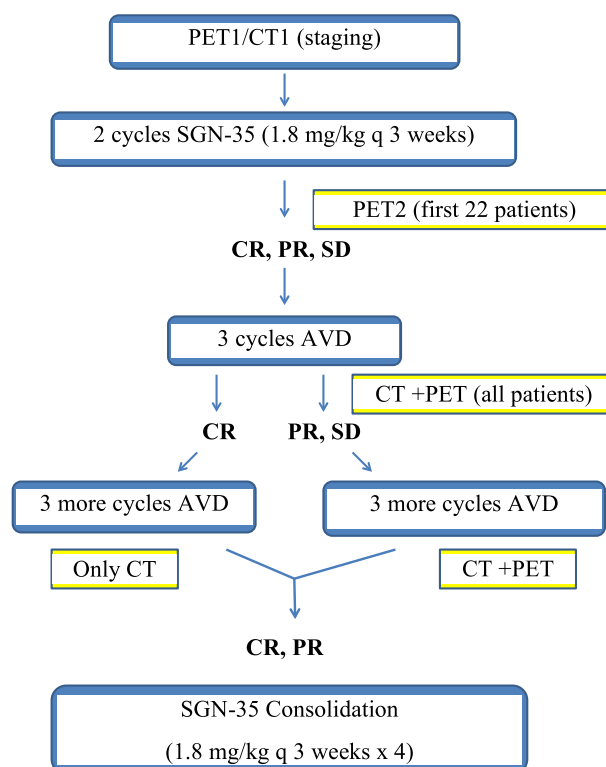 PET1/CT1 (staging)
2 cycles SGN-35 (1.8 mg/kg q 3 weeks)
PET2 (first 22 patients)
CR, PR, SD
3 cycles AVD
CT +PET (all patients)
CR
PR, SD
3 more cycles AVD
3 more cycles AVD
Only CT
CT +PET
CR, PR
SGN-35 Consolidation
(1.8 mg/kg q 3 weeks x 4)